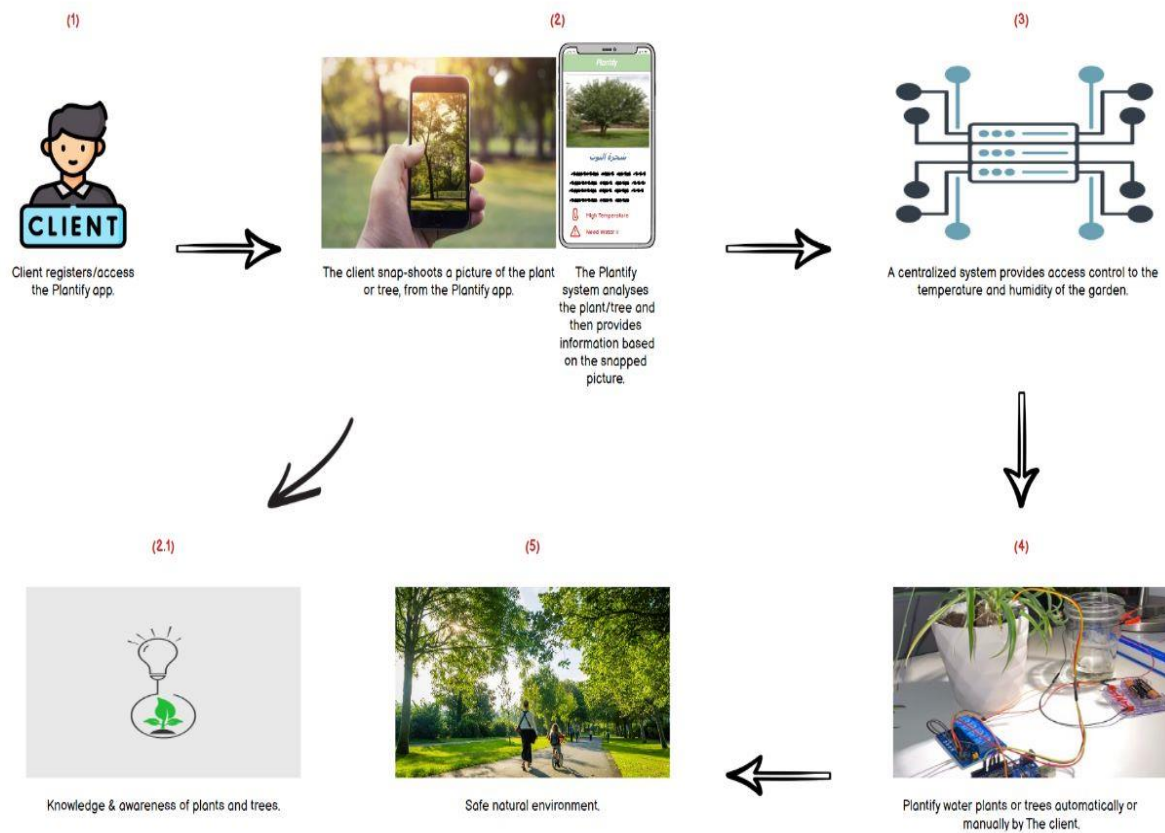 (1)
(2)
(3)
CLIENT
Plantify
شجرة التوت
High Temperature
Need Water
Client registers/access
the Plantify app.
The client snap-shoots a picture of the plant
or tree, from the Plantify app.
The Plantify
system analyses
the plant/tree and
then provides
information based
on the snapped
picture.
A centralized system provides access control to the
temperature and humidity of the garden.
(2.1)
(5)
(4)
Knowledge & awareness of plants and trees.
Safe natural environment.
Plantify water plants or trees automatically or
manually by The client.